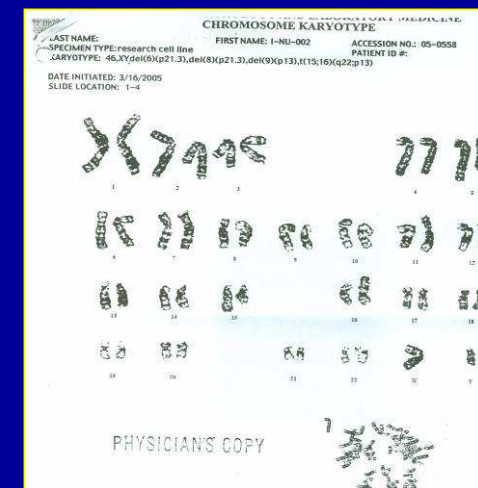 CHROMOSOME KARYOTYPE
LAST NAME: FIRST NAME: I-NU-002 ACCESSION NO.: 05-0558
SPECIMEN TYPE: research cell line PATIENT ID #:
KARYOTYPE: 46,XYdel(6)(p21.3),del(8)(p21.3),del(9)(p13),t(15;16)(q22;p13)
DATE INITIATED: 3/16/2005
SLIDE LOCATION: 1-4
1 2 3 4
6 7 8 9 10 11 12
13 14 15 16 17 18
19 20 21 22 X Y
PHYSICIAN'S COPY